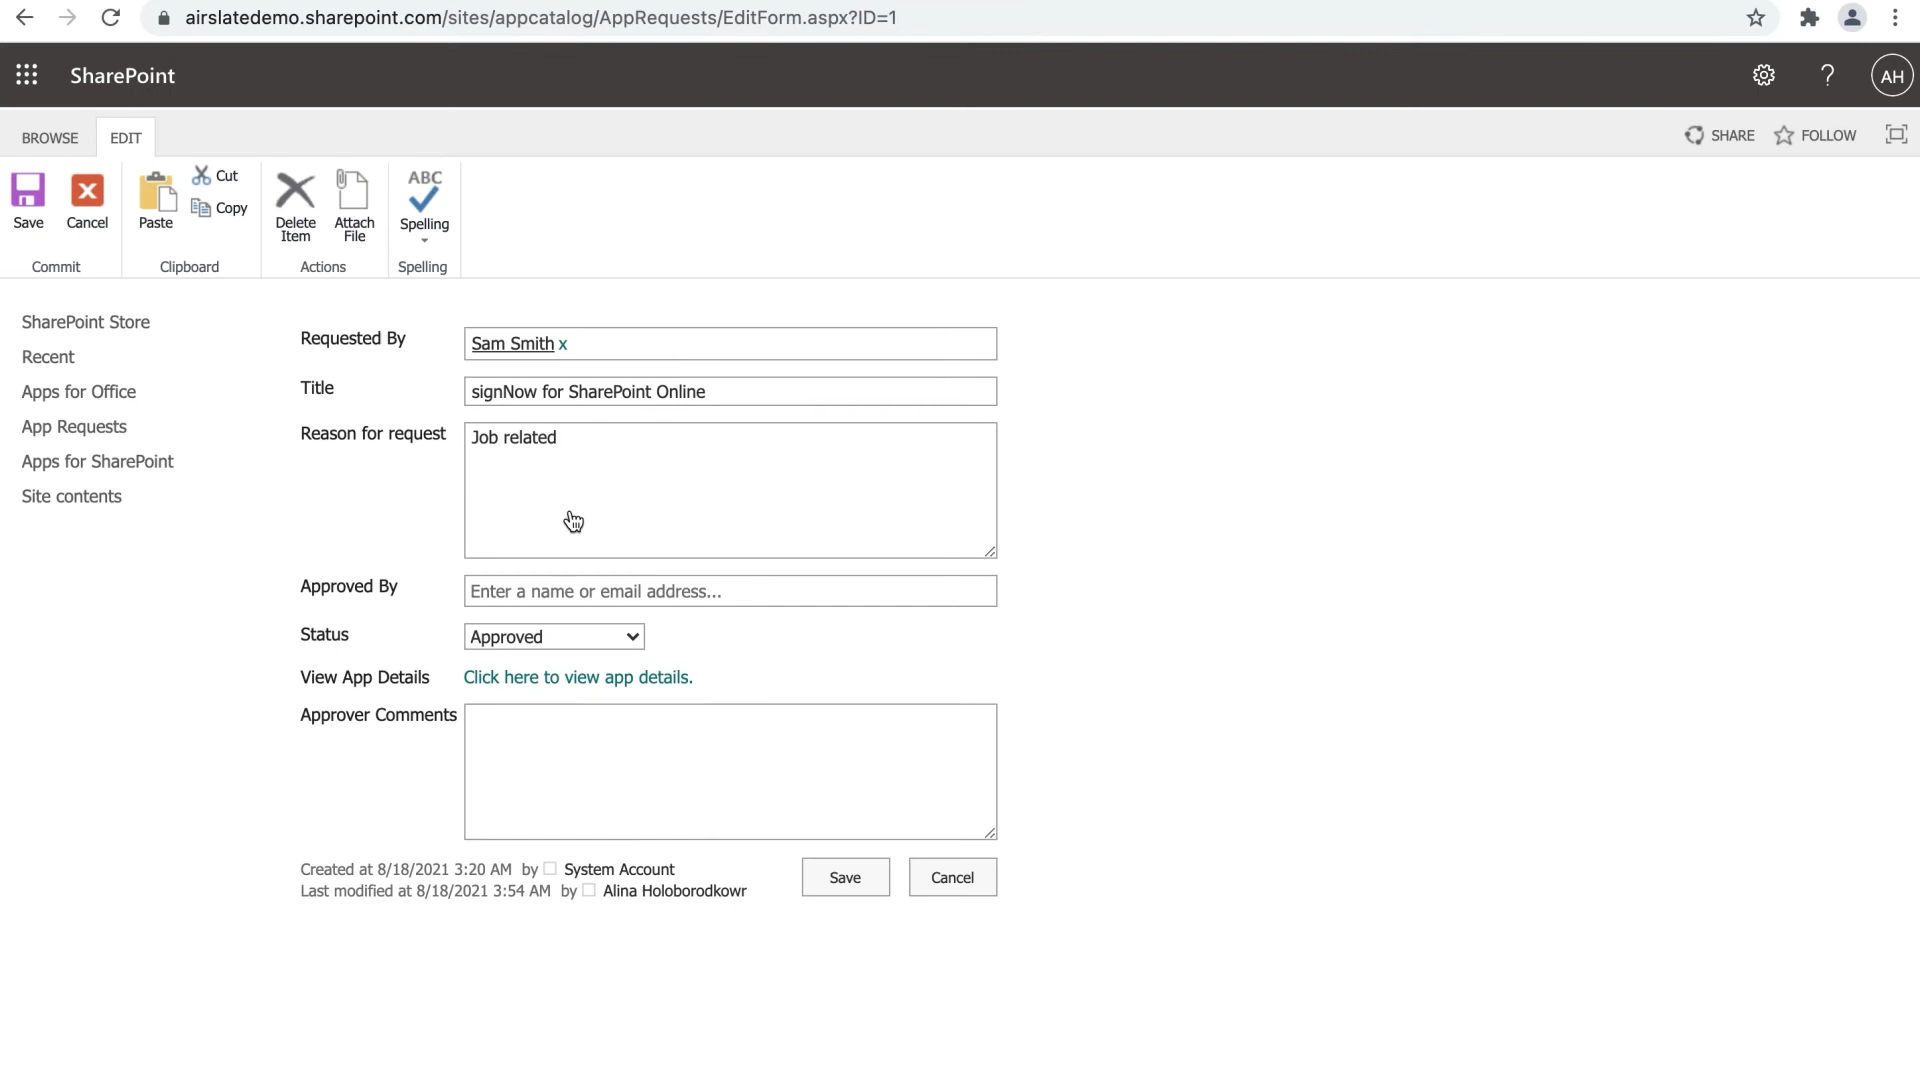 airslatedemo.sharepoint.com/sites/appcatalog/AppRequests/EditForm.aspx?ID=1
SharePoint
?
AH
BROWSE
EDIT
SHARE
FOLLOW
Save
Cancel
Commit
Paste
Cut
Copy
Clipboard
Delete
Item
Attach
File
Actions
ABC
Spelling
Spelling
SharePoint Store
Recent
Apps for Office
App Requests
Apps for SharePoint
Site contents
Requested By
Sam Smith x
Title
signNow for SharePoint Online
Reason for request
Job related
Approved By
Enter a name or email address...
Status
Approved
View App Details
Click here to view app details.
Approver Comments
Created at 8/18/2021 3:20 AM by System Account
Last modified at 8/18/2021 3:54 AM by Alina Holoborodkowr
Save
Cancel